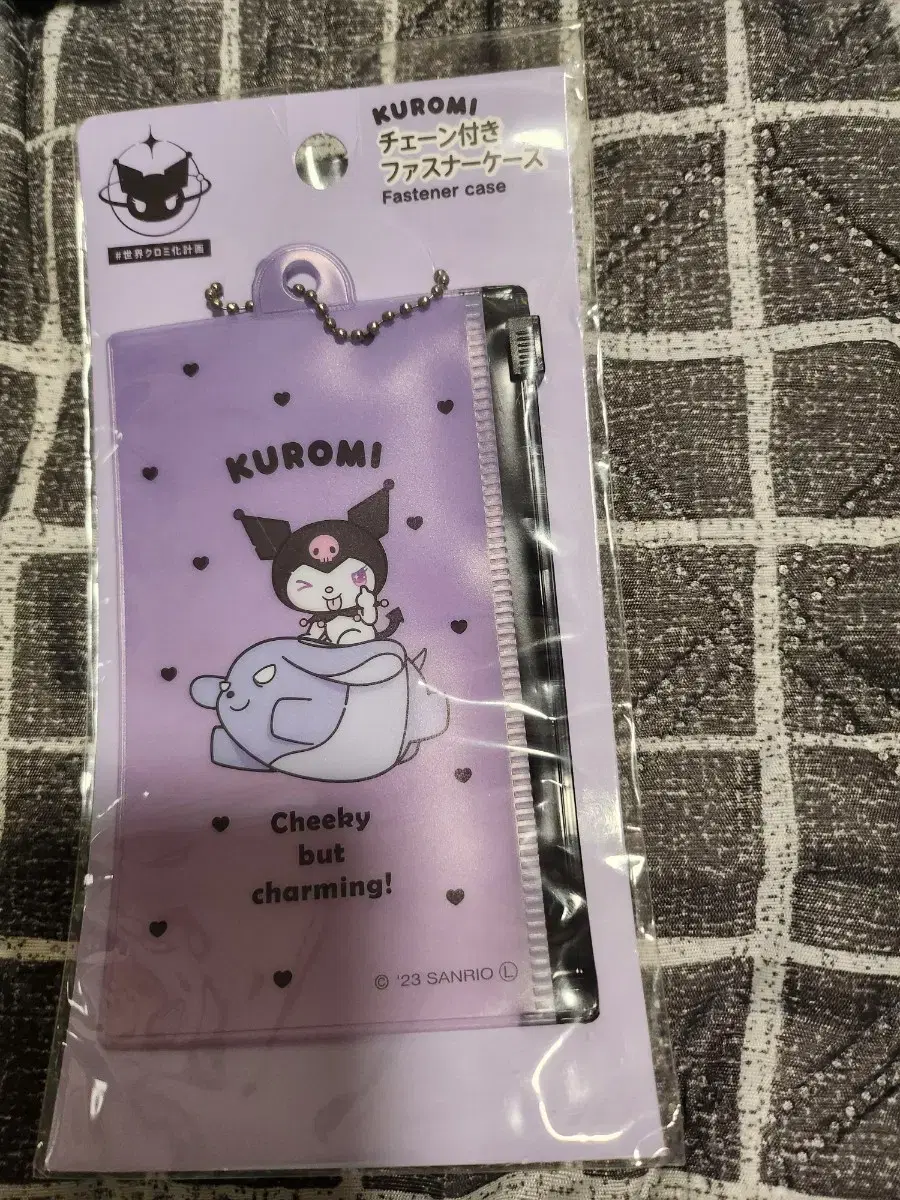 KUROMI
チェーン付き
ファスナーケース
Fastener case
#世界クロミ化計画
KUROMI
Cheeky
but
charming!
© '23 SANRIO Ⓛ